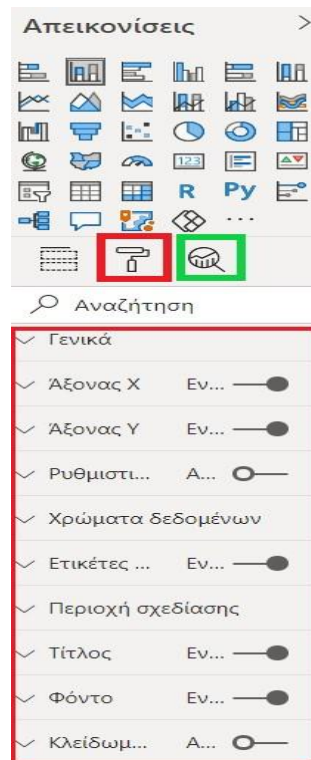 Απεικονίσεις >
123
R Py
...
Αναζήτηση
Γενικά
Άξονας X Εν...
Άξονας Y Εν...
Ρυθμιστι... Α...
Χρώματα δεδομένων
Ετικέτες ... Εν...
Περιοχή σχεδίασης
Τίτλος Εν...
Φόντο Εν...
Κλείδωμ... Α...